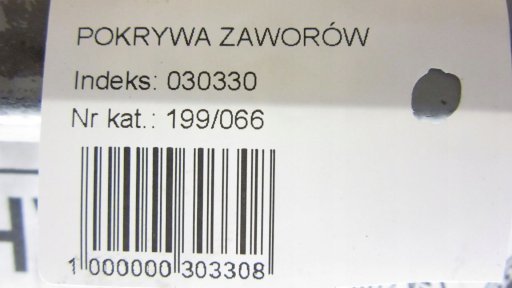 POKRYWA ZAWORÓW
Indeks: 030330
Nr kat.: 199/066
1 000000 303308